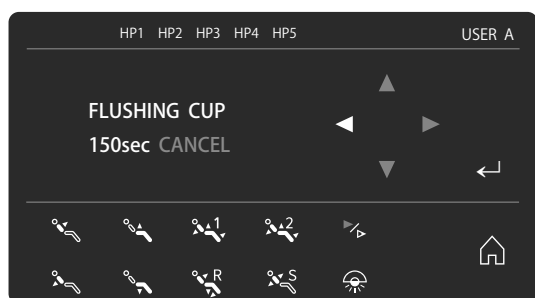 HP1 HP2 HP3 HP4 HP5 USER A
FLUSHING CUP
150sec CANCEL
1 2
R S